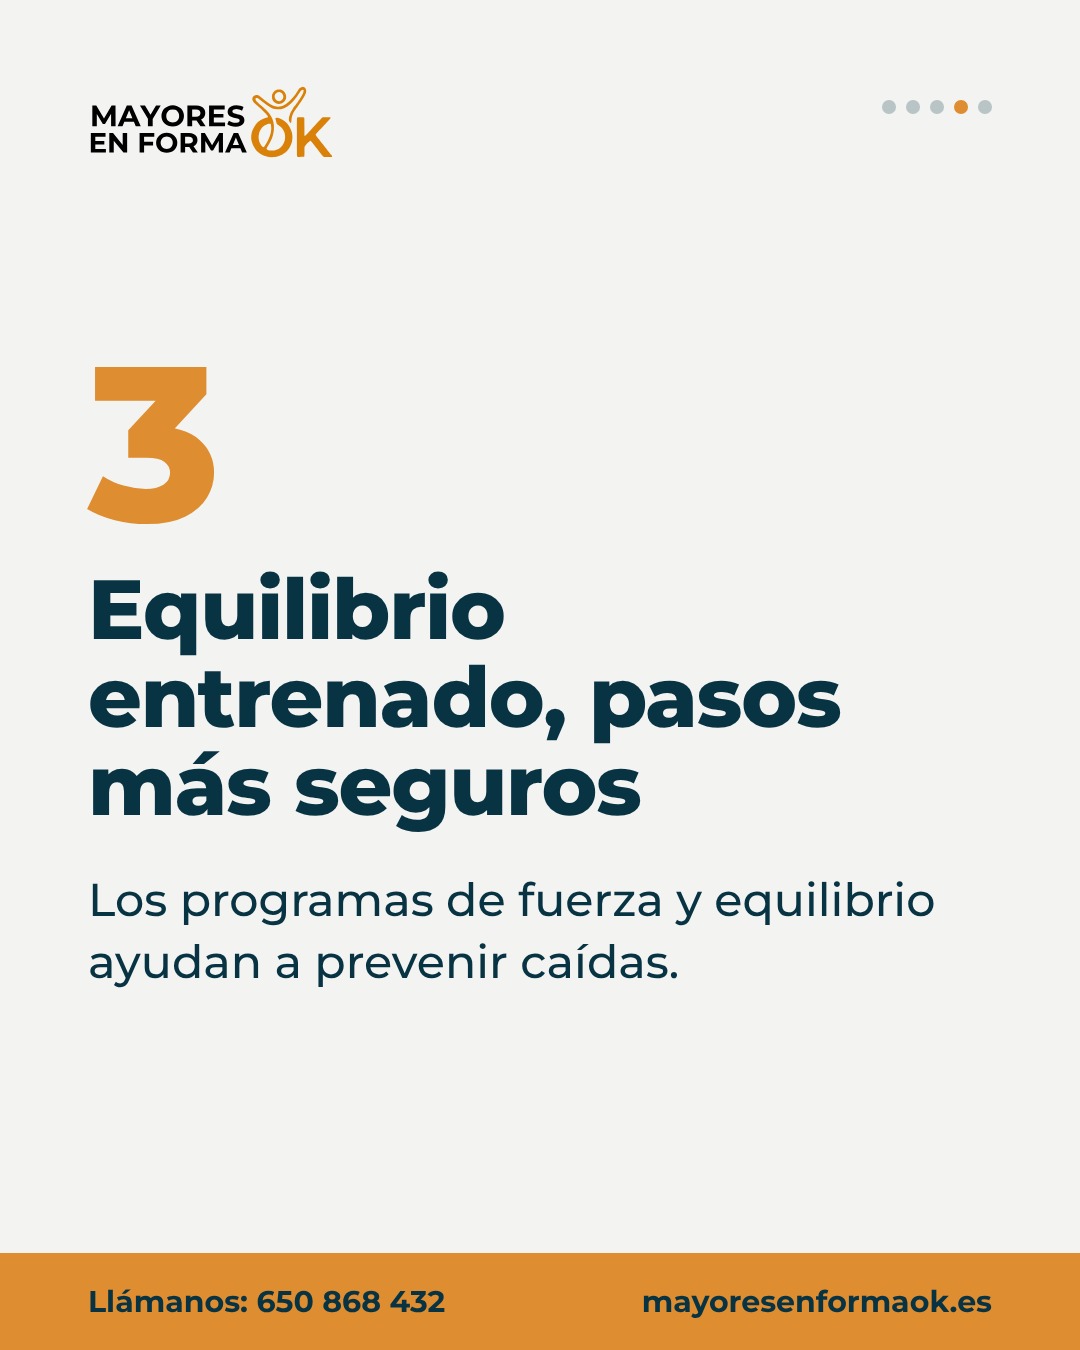 MAYORES
EN FORMA OK
3
Equilibrio
entrenado, pasos
más seguros
Los programas de fuerza y equilibrio
ayudan a prevenir caídas.
Llámanos: 650 868 432
mayoresenformaok.es